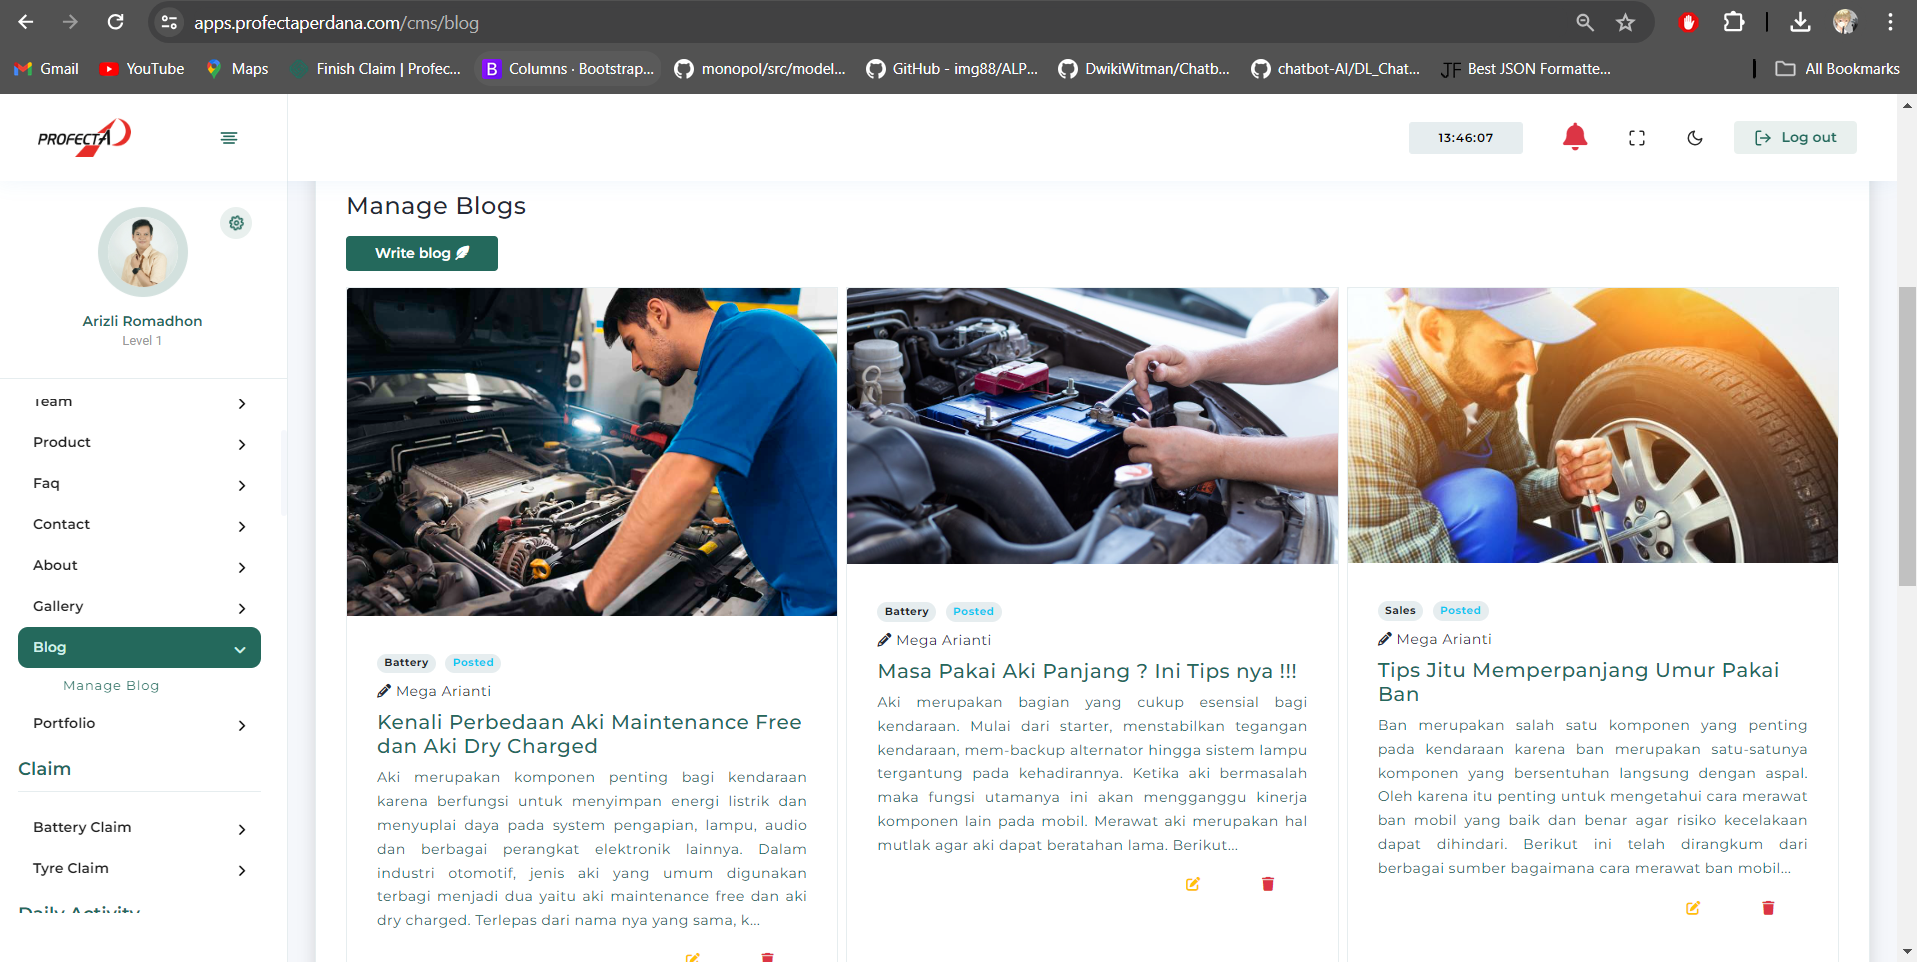 apps.profectaperdana.com/cms/blog
Gmail
YouTube
Maps
Finish Claim | Profec...
B
Columns · Bootstrap...
monopol/src/model...
GitHub - img88/ALP...
DwikiWitman/Chatb...
chatbot-AI/DL_Chat...
JF
Best JSON Formatte...
All Bookmarks
PROFECTA
13:46:07
Log out
Arizli Romadhon
Level 1
Team
Product
Faq
Contact
About
Gallery
Blog
Manage Blog
Portfolio
Claim
Battery Claim
Tyre Claim
Daily Activity
Manage Blogs
Write blog
Battery Posted
Mega Arianti
Kenali Perbedaan Aki Maintenance Free
dan Aki Dry Charged
Aki merupakan komponen penting bagi kendaraan
karena berfungsi untuk menyimpan energi listrik dan
menyuplai daya pada system pengapian, lampu, audio
dan berbagai perangkat elektronik lainnya. Dalam
industri otomotif, jenis aki yang umum digunakan
terbagi menjadi dua yaitu aki maintenance free dan aki
dry charged. Terlepas dari nama nya yang sama, k...
Battery Posted
Mega Arianti
Masa Pakai Aki Panjang ? Ini Tips nya !!!
Aki merupakan bagian yang cukup esensial bagi
kendaraan. Mulai dari starter, menstabilkan tegangan
kendaraan, mem-backup alternator hingga sistem lampu
tergantung pada kehadirannya. Ketika aki bermasalah
maka fungsi utamanya ini akan mengganggu kinerja
komponen lain pada mobil. Merawat aki merupakan hal
mutlak agar aki dapat beratahan lama. Berikut...
Sales Posted
Mega Arianti
Tips Jitu Memperpanjang Umur Pakai
Ban
Ban merupakan salah satu komponen yang penting
pada kendaraan karena ban merupakan satu-satunya
komponen yang bersentuhan langsung dengan aspal.
Oleh karena itu penting untuk mengetahui cara merawat
ban mobil yang baik dan benar agar risiko kecelakaan
dapat dihindari. Berikut ini telah dirangkum dari
berbagai sumber bagaimana cara merawat ban mobil...